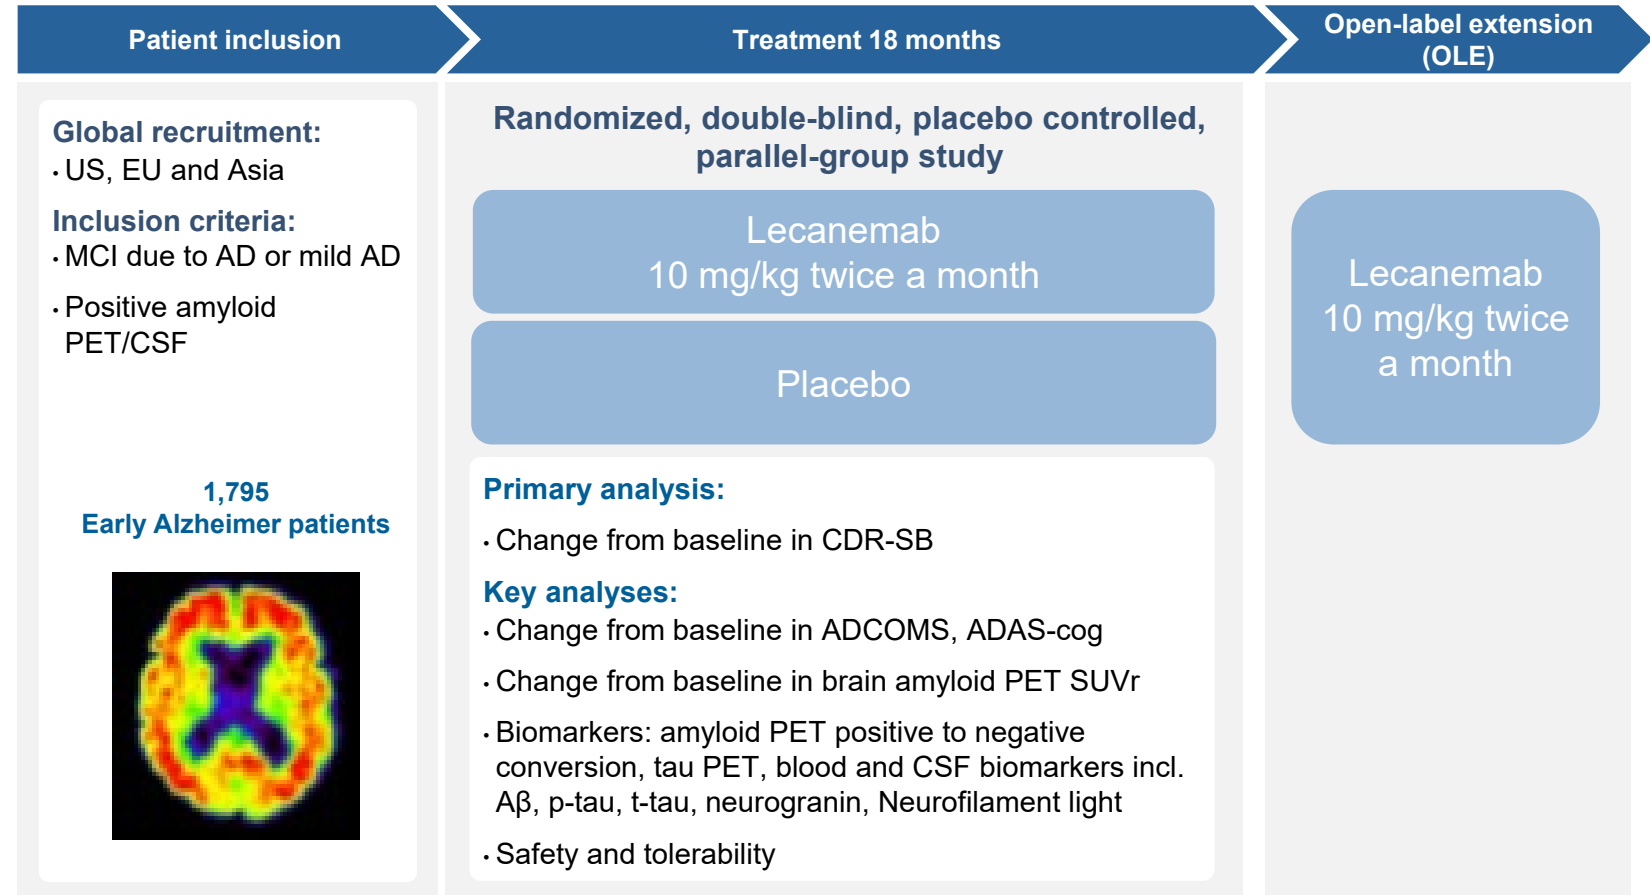 Patient inclusion
Treatment 18 months
Open-label extension
(OLE)
Global recruitment:
• US, EU and Asia
Inclusion criteria:
• MCI due to AD or mild AD
• Positive amyloid
PET/CSF
1,795
Early Alzheimer patients
Randomized, double-blind, placebo controlled,
parallel-group study
Lecanemab
10 mg/kg twice a month
Placebo
Primary analysis:
• Change from baseline in CDR-SB
Key analyses:
• Change from baseline in ADCOMS, ADAS-cog
• Change from baseline in brain amyloid PET SUVr
• Biomarkers: amyloid PET positive to negative
conversion, tau PET, blood and CSF biomarkers incl.
Aβ, p-tau, t-tau, neurogranin, Neurofilament light
• Safety and tolerability
Lecanemab
10 mg/kg twice
a month